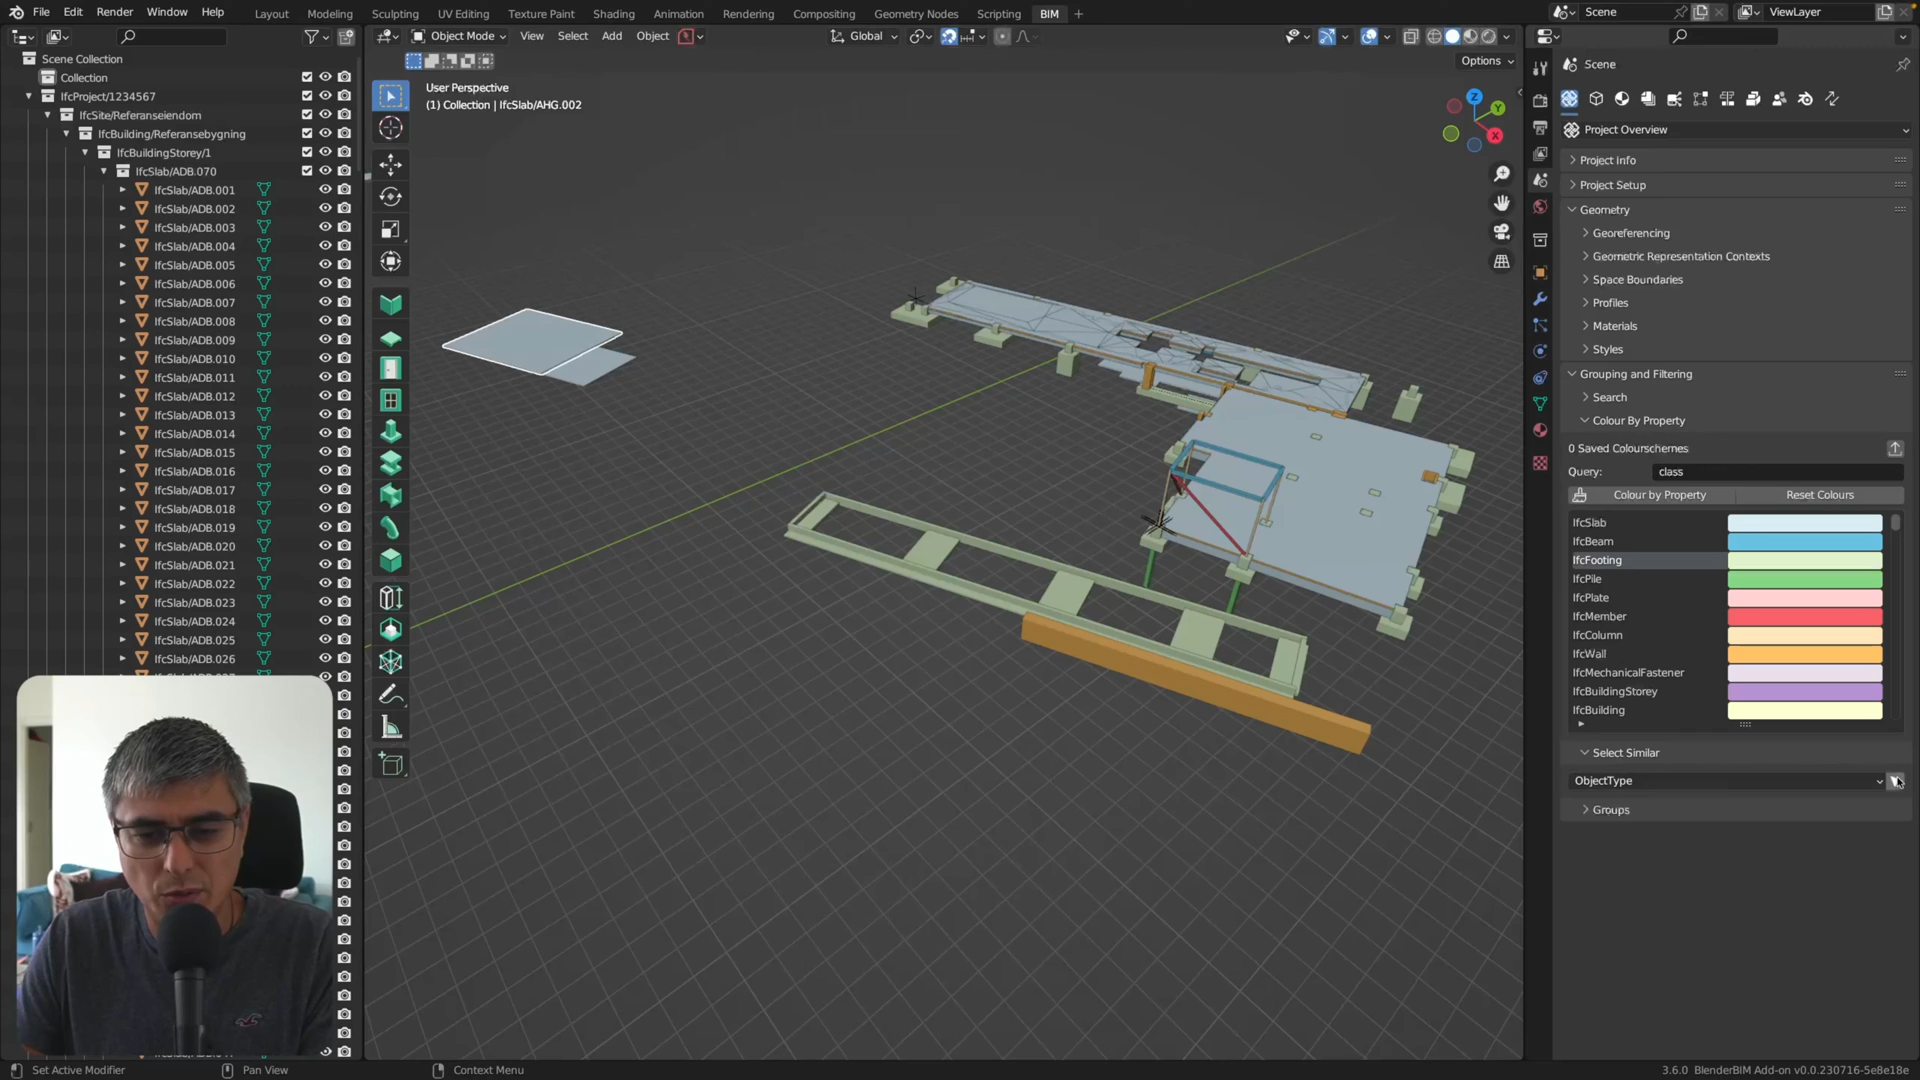 File Edit Render Window Help Layout Modeling Sculpting UV Editing Texture Paint Shading Animation Rendering Compositing Geometry Nodes Scripting BIM + Scene ViewLayer
Object Mode View Select Add Object Global
Options
Scene Collection
Collection
IfcProject/1234567
IfcSite/Referanseiendom
IfcBuilding/Referansebygning
IfcBuildingStorey/1
IfcSlab/ADB.070
IfcSlab/ADB.001
IfcSlab/ADB.002
IfcSlab/ADB.003
IfcSlab/ADB.004
IfcSlab/ADB.005
IfcSlab/ADB.006
IfcSlab/ADB.007
IfcSlab/ADB.008
IfcSlab/ADB.009
IfcSlab/ADB.010
IfcSlab/ADB.011
IfcSlab/ADB.012
IfcSlab/ADB.013
IfcSlab/ADB.014
IfcSlab/ADB.015
IfcSlab/ADB.016
IfcSlab/ADB.017
IfcSlab/ADB.018
IfcSlab/ADB.019
IfcSlab/ADB.020
IfcSlab/ADB.021
IfcSlab/ADB.022
IfcSlab/ADB.023
IfcSlab/ADB.024
IfcSlab/ADB.025
IfcSlab/ADB.026
User Perspective
(1) Collection | IfcSlab/AHG.002
Z
Y
X
Scene
Project Overview
Project Info
Project Setup
Geometry
Georeferencing
Geometric Representation Contexts
Space Boundaries
Profiles
Materials
Styles
Grouping and Filtering
Search
Colour By Property
0 Saved Colourschemes
Query: class
Colour by Property Reset Colours
IfcSlab
IfcBeam
IfcFooting
IfcPile
IfcPlate
IfcMember
IfcColumn
IfcWall
IfcMechanicalFastener
IfcBuildingStorey
IfcBuilding
Select Similar
ObjectType
Groups
Set Active Modifier Pan View Context Menu 3.6.0 BlenderBIM Add-on v0.0.230716-5e8e18e